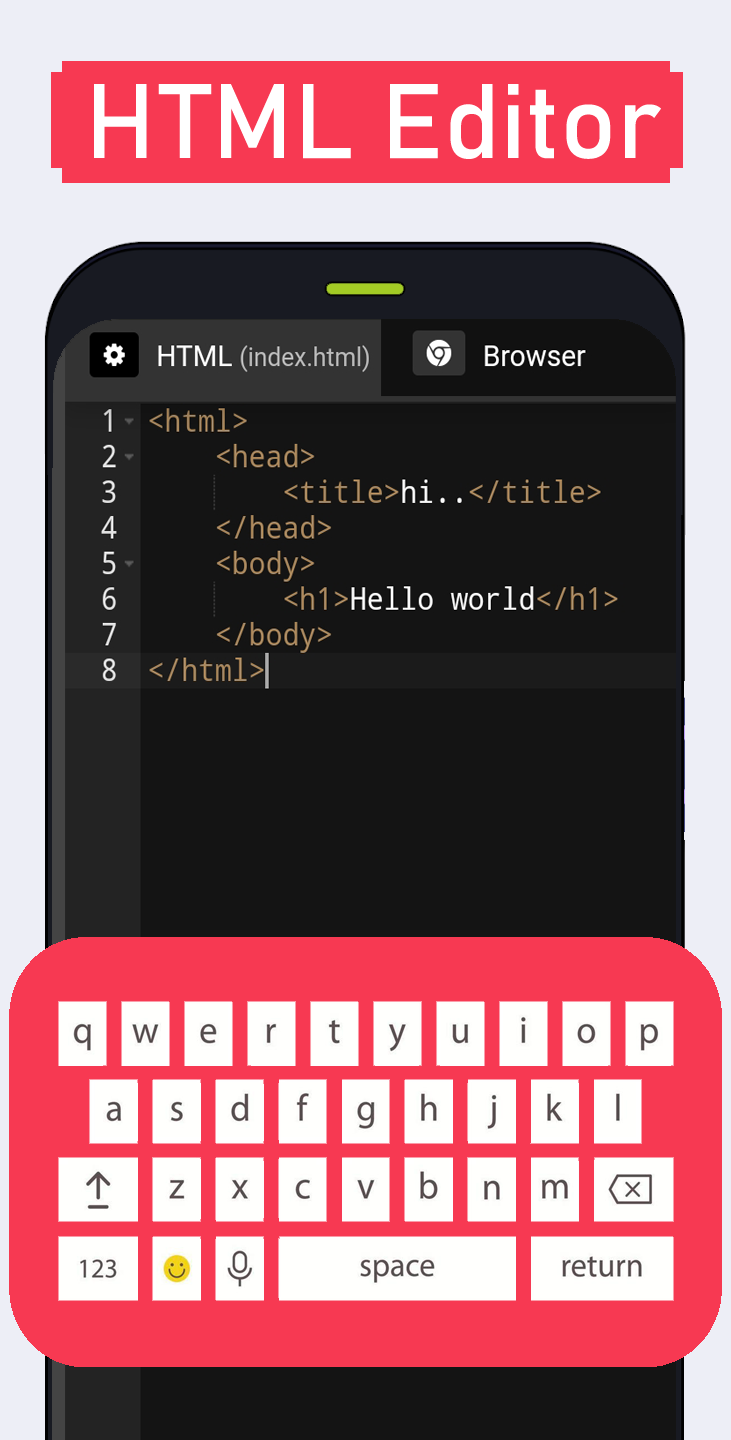 HTML Editor
HTML (index.html) Browser
1 <html>
2 <head>
3 <title>hi..</title>
4 </head>
5 <body>
6 <h1>Hello world</h1>
7 </body>
8 </html>
q w e r t y u i o p
a s d f g h j k l
z x c v b n m
123 space return